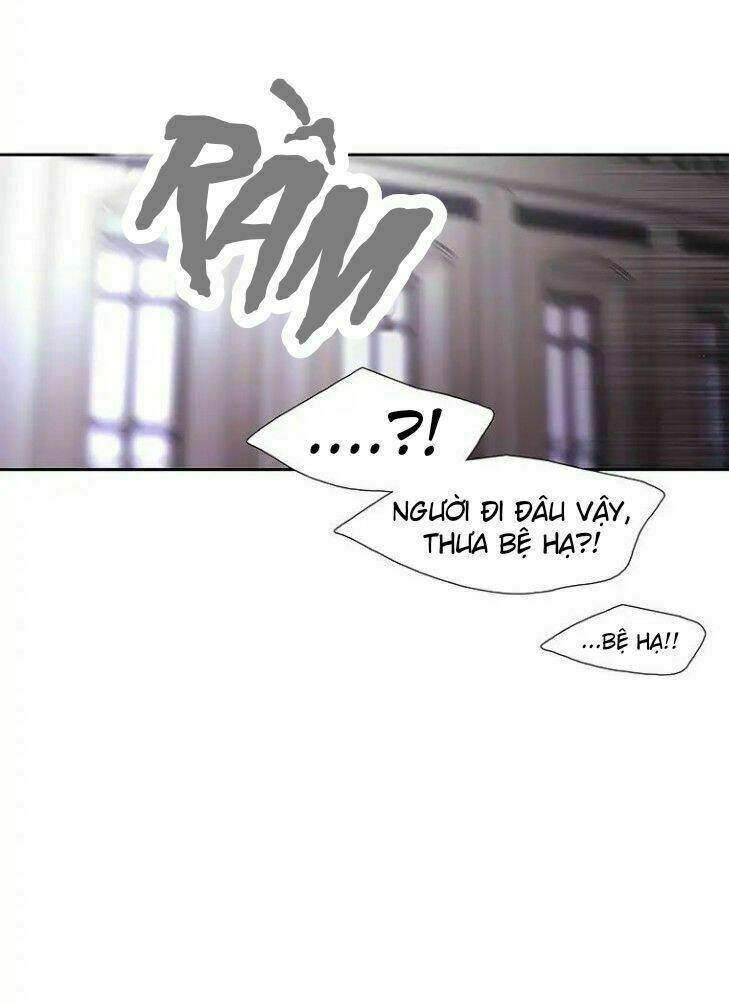 RẦM
....?!
NGƯỜI ĐI ĐÂU VẬY,
THƯA BỆ HẠ?!
...BỆ HẠ!!